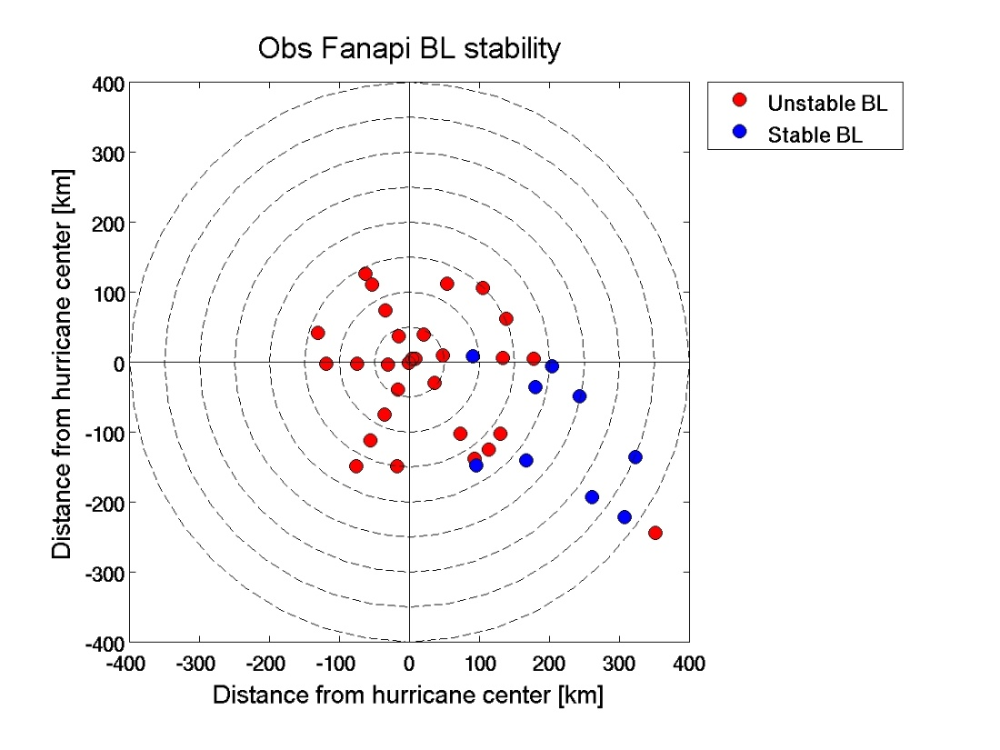 Obs Fanapi BL stability
Unstable BL
Stable BL
400
300
200
100
0
-100
-200
-300
-400
-400 -300 -200 -100 0 100 200 300 400
Distance from hurricane center [km]
Distance from hurricane center [km]